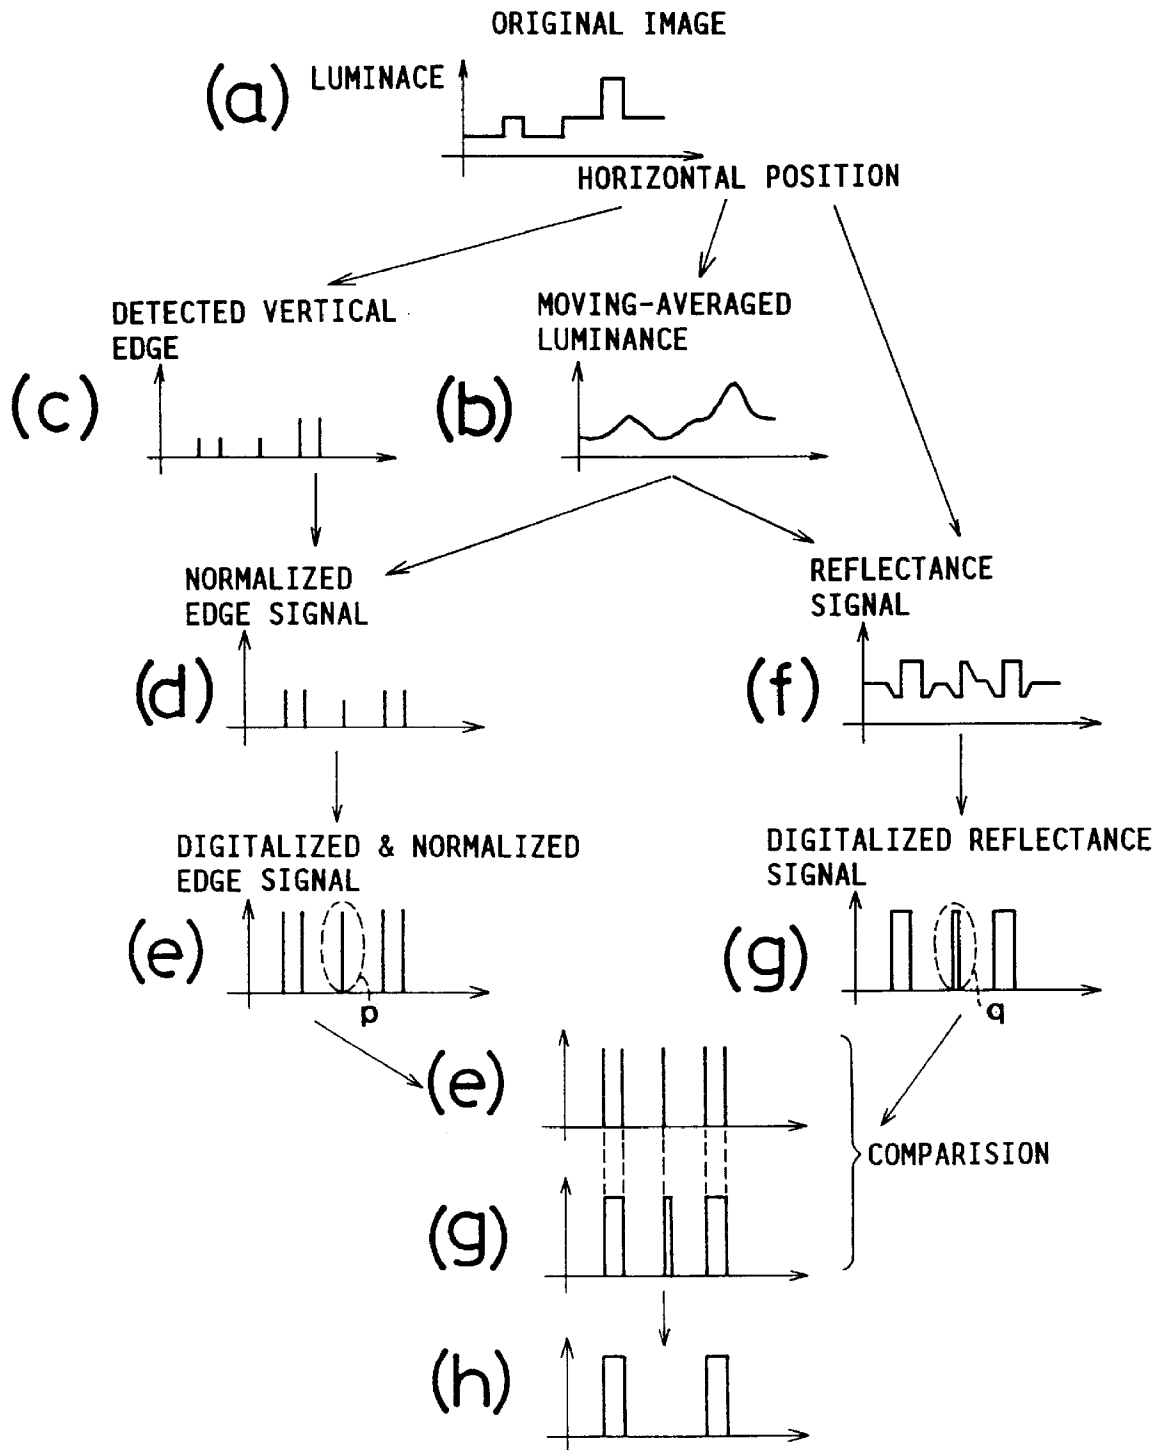 ORIGINAL IMAGE
(a)
LUMINACE
HORIZONTAL POSITION
DETECTED VERTICAL
EDGE
(c)
MOVING-AVERAGED
LUMINANCE
(b)
NORMALIZED
EDGE SIGNAL
(d)
REFLECTANCE
SIGNAL
(f)
DIGITALIZED & NORMALIZED
EDGE SIGNAL
(e)
p
DIGITALIZED REFLECTANCE
SIGNAL
(g)
q
(e)
COMPARISION
(g)
(h)